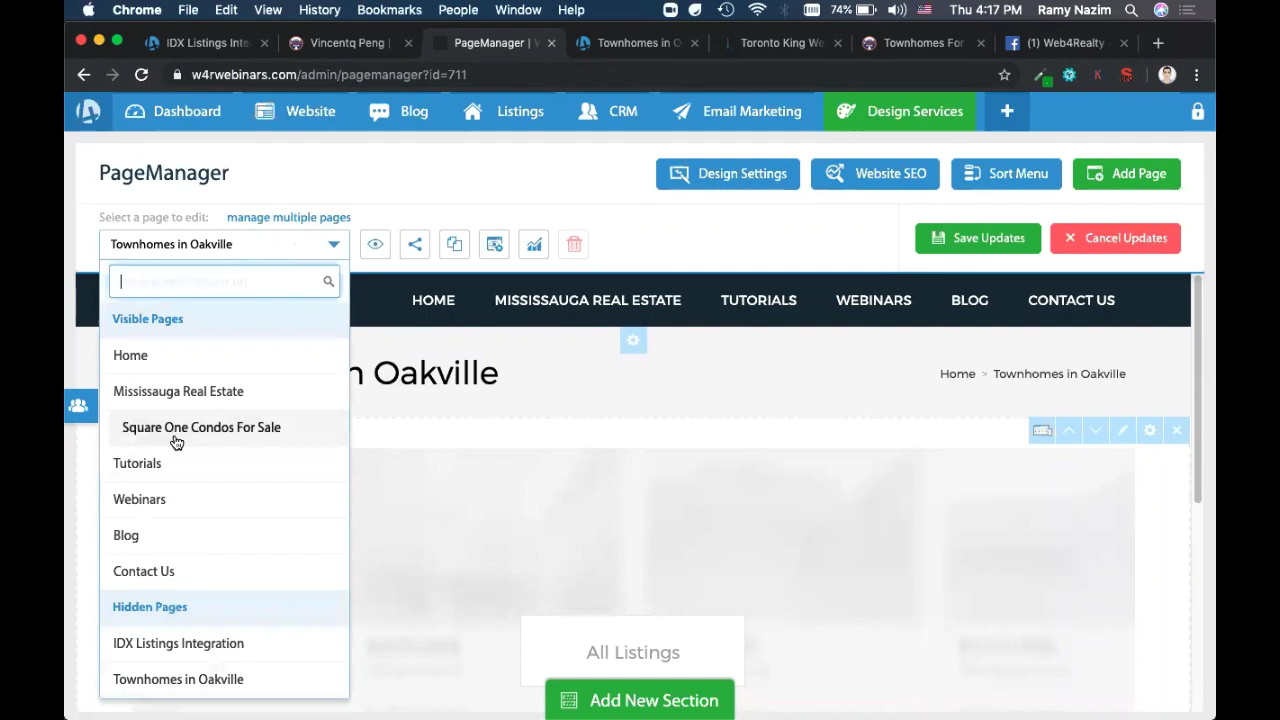 Chrome File Edit View History Bookmarks People Window Help 74% Thu 4:17 PM Ramy Nazim
IDX Listings Inte Vincentq Peng | PageManager | Townhomes in O Toronto King We Townhomes For (1) Web4Realty -
w4rwebinars.com/admin/pagemanager?id=711
Dashboard Website Blog Listings CRM Email Marketing Design Services
PageManager Design Settings Website SEO Sort Menu Add Page
Select a page to edit: manage multiple pages
Townhomes in Oakville Save Updates Cancel Updates
HOME MISSISSAUGA REAL ESTATE TUTORIALS WEBINARS BLOG CONTACT US
Visible Pages
Home
n Oakville Home > Townhomes in Oakville
Mississauga Real Estate
Square One Condos For Sale
Tutorials
Webinars
Blog
Contact Us
Hidden Pages
IDX Listings Integration
Townhomes in Oakville
All Listings
Add New Section